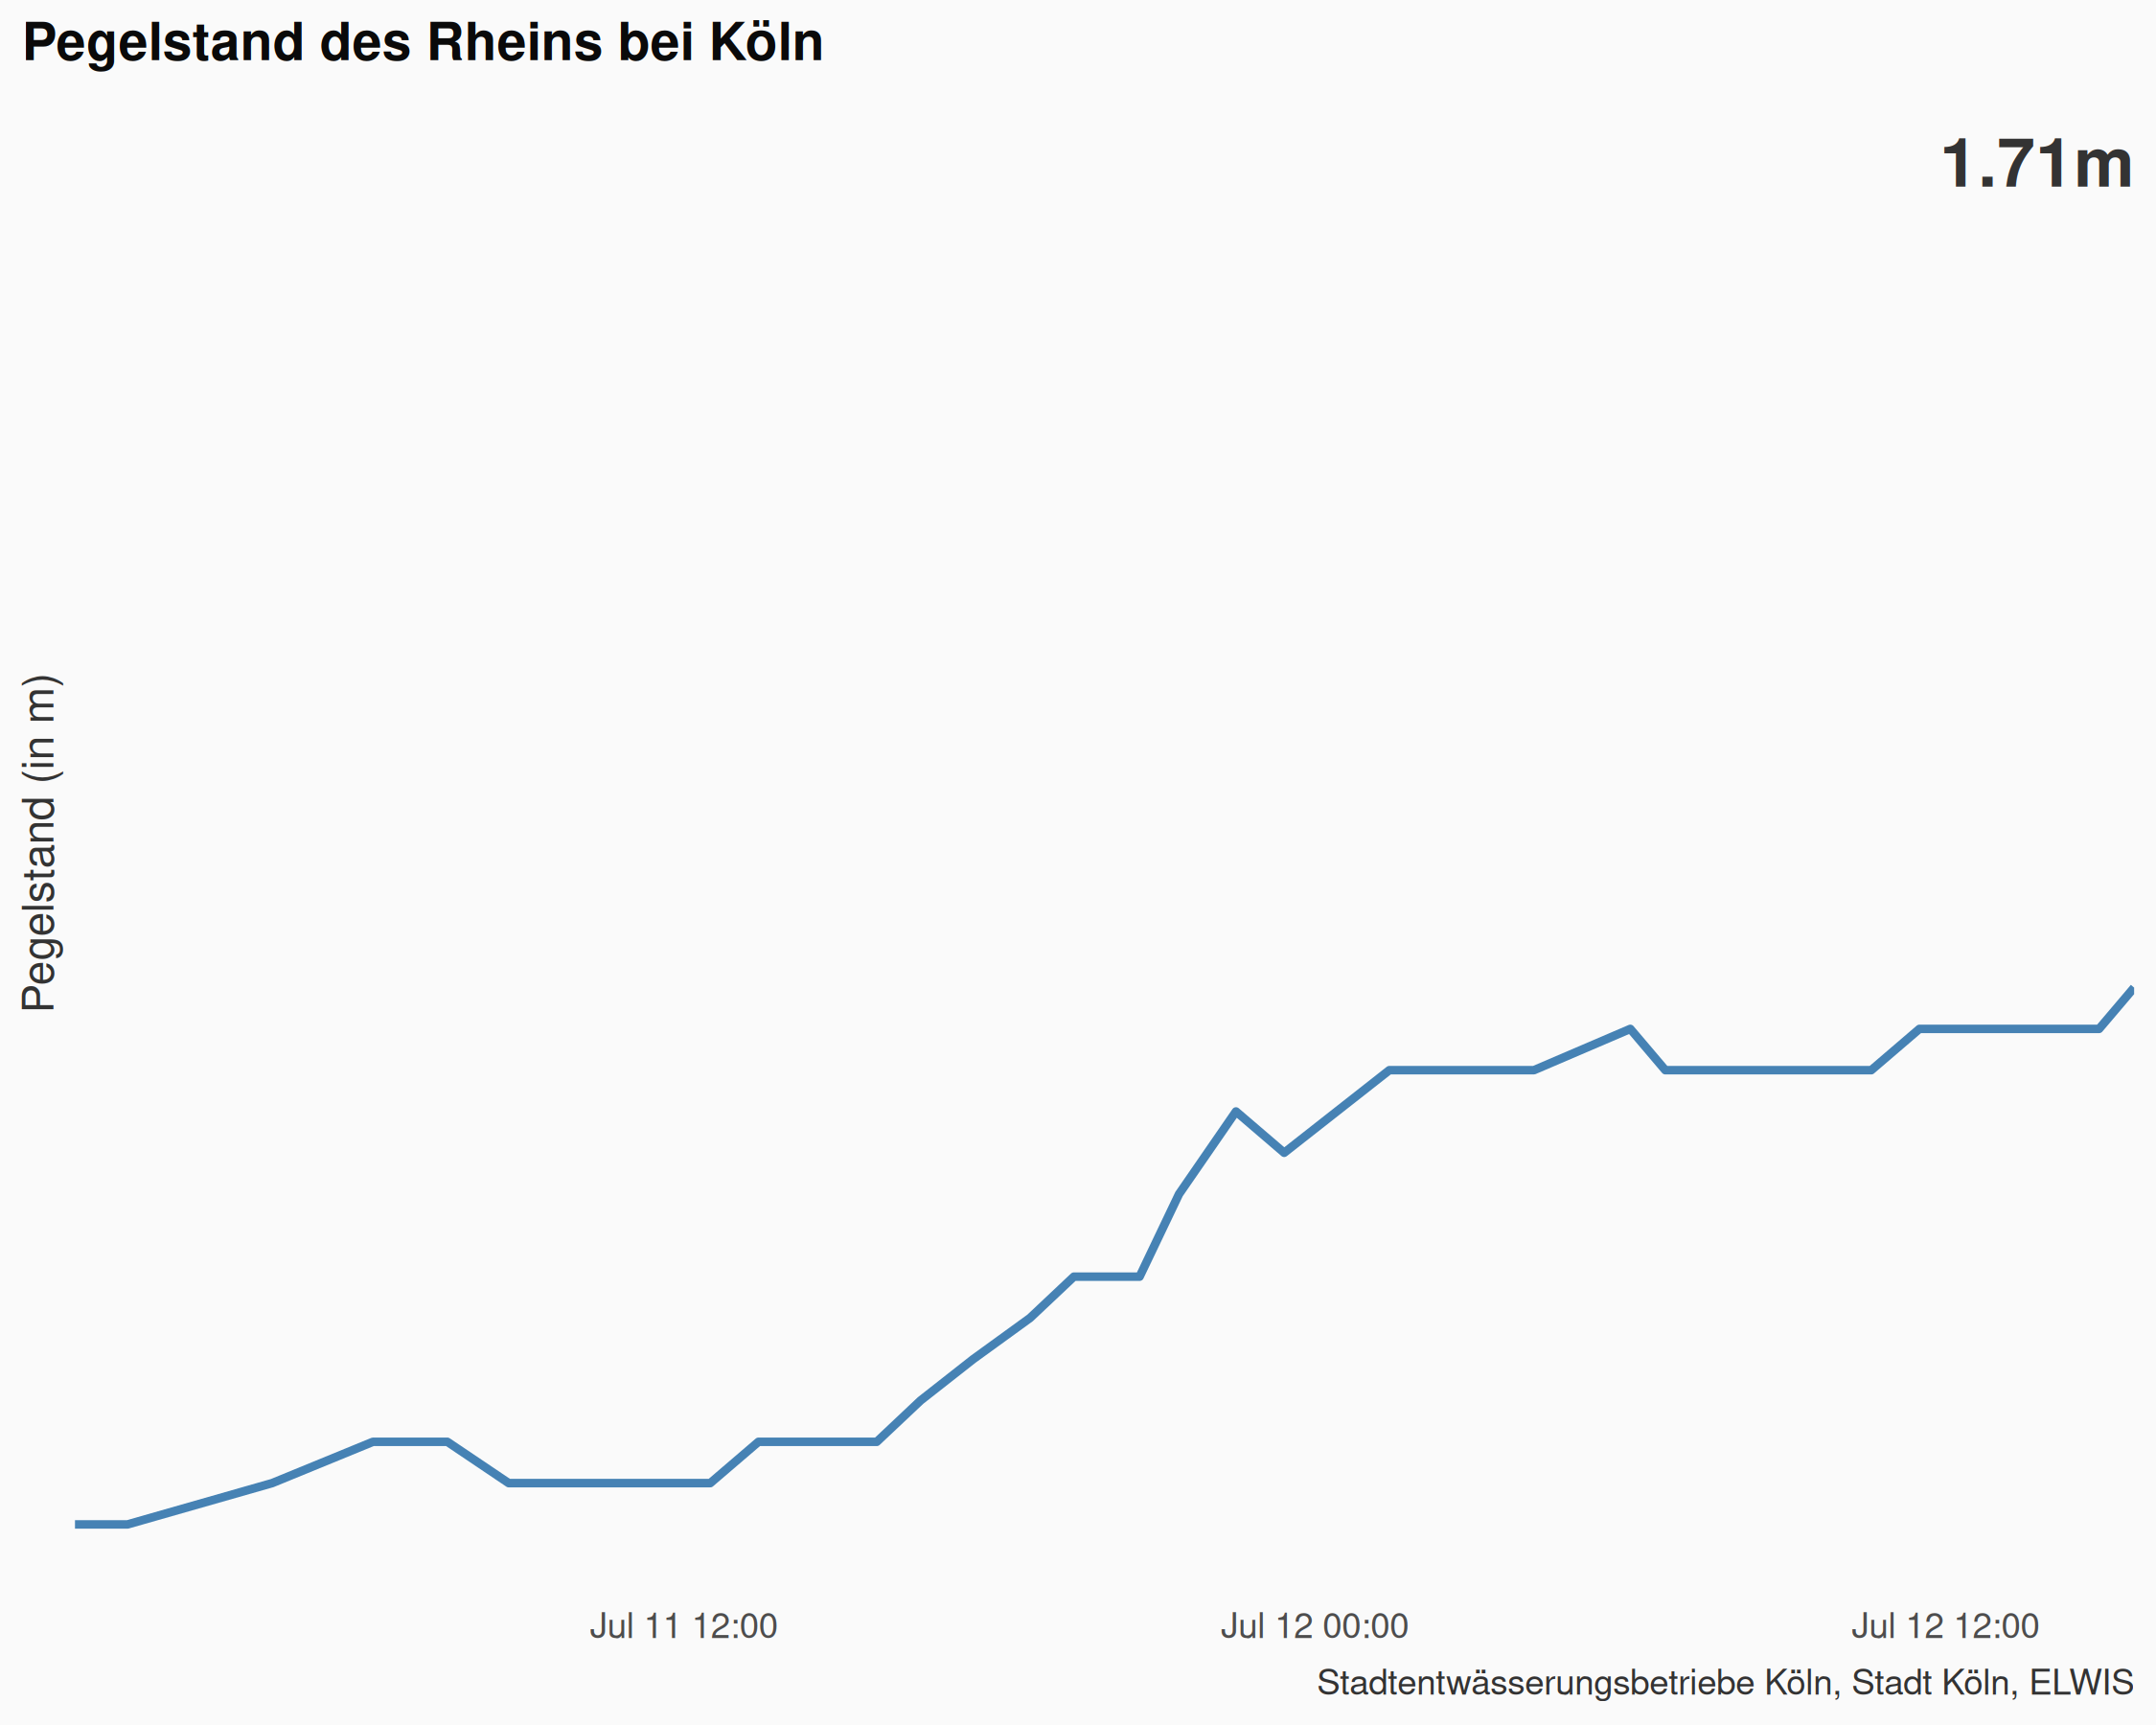 Pegelstand des Rheins bei Köln
1.71m
Pegelstand (in m)
Jul 11 12:00
Jul 12 00:00
Jul 12 12:00
Stadtentwässerungsbetriebe Köln, Stadt Köln, ELWIS